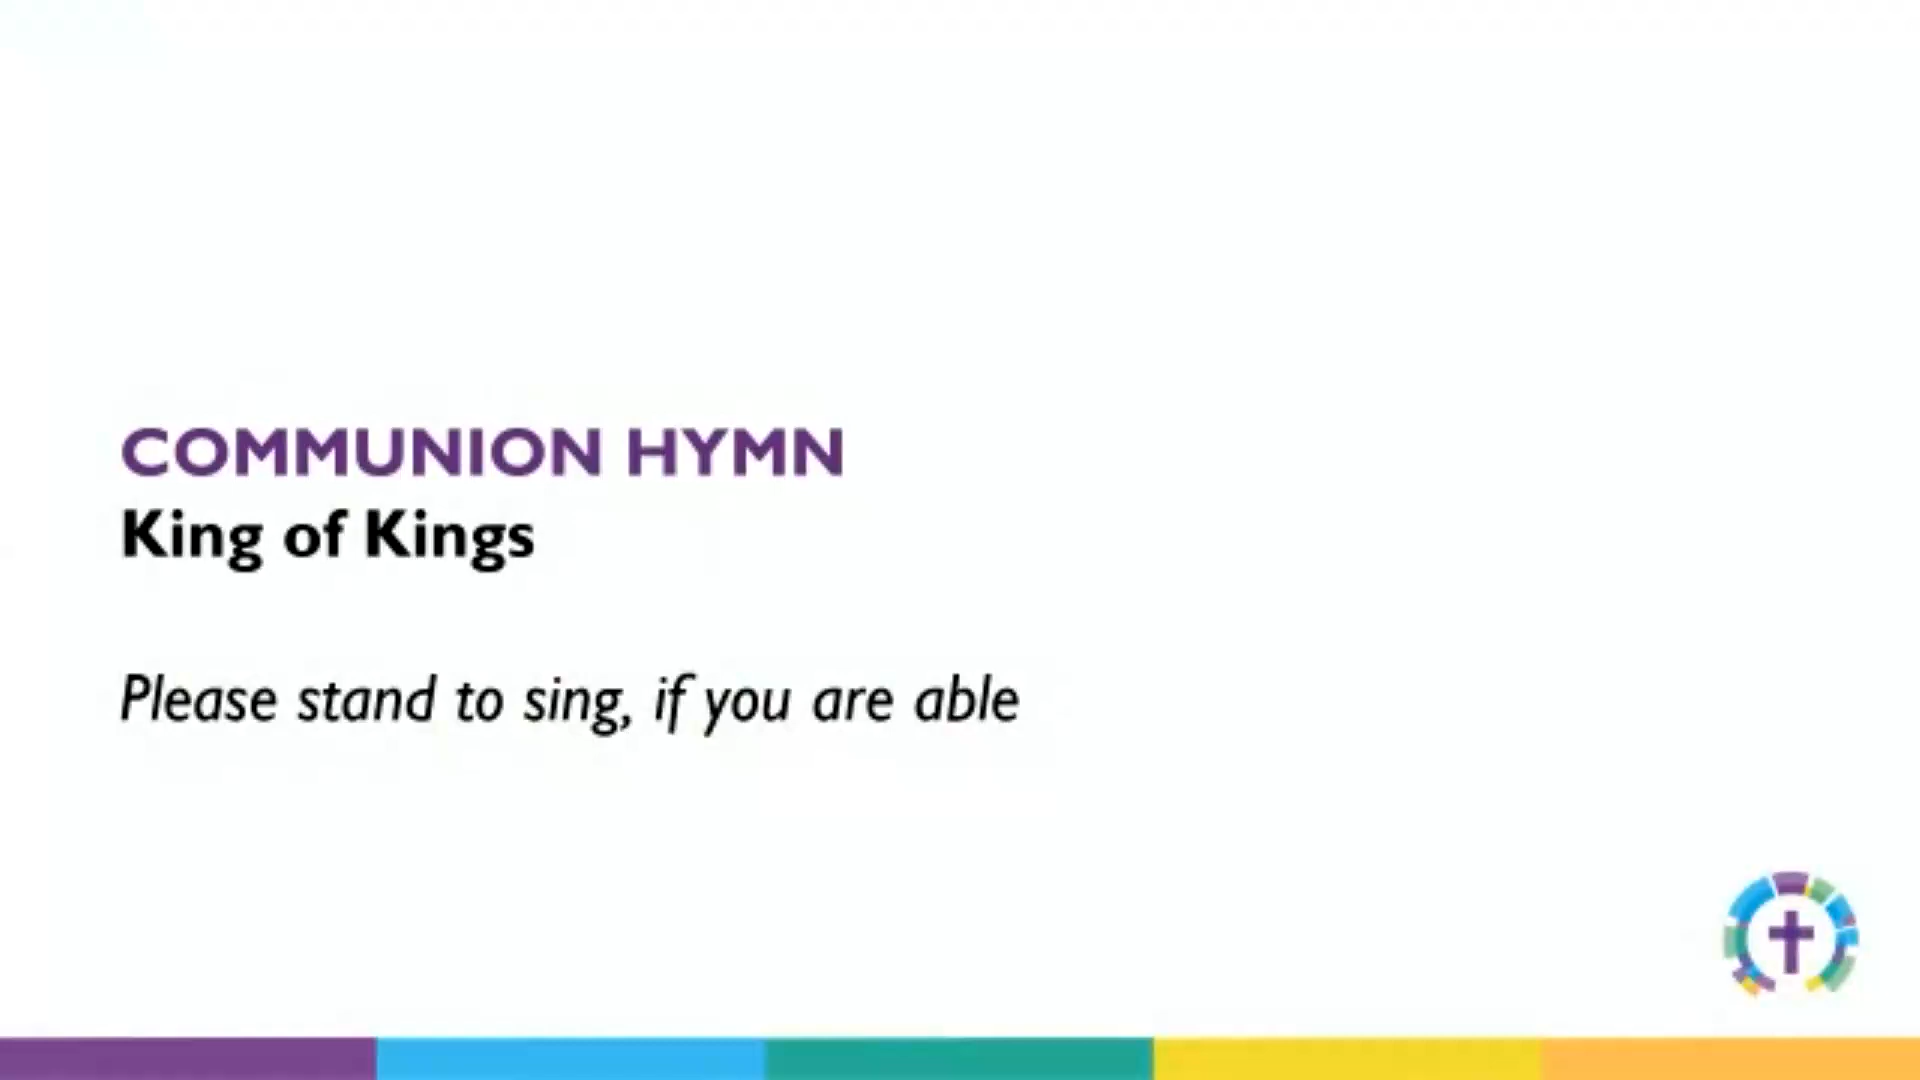 COMMUNION HYMN
King of Kings
Please stand to sing, if you are able